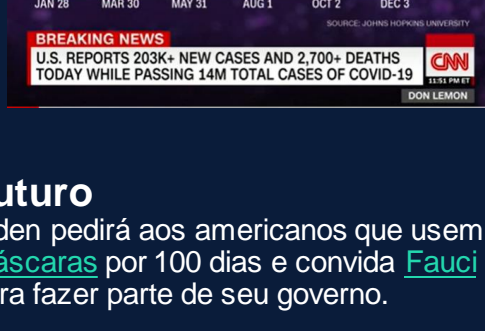 JAN 28 MAR 30 MAY 31 AUG 1 OCT 2 DEC 3
SOURCE: JOHNS HOPKINS UNIVERSITY
BREAKING NEWS
U.S. REPORTS 203K+ NEW CASES AND 2,700+ DEATHS
TODAY WHILE PASSING 14M TOTAL CASES OF COVID-19
CNN
11:51 PM ET
DON LEMON
uturo
den pedirá aos americanos que usem
áscaras por 100 dias e convida Fauci
ra fazer parte de seu governo.